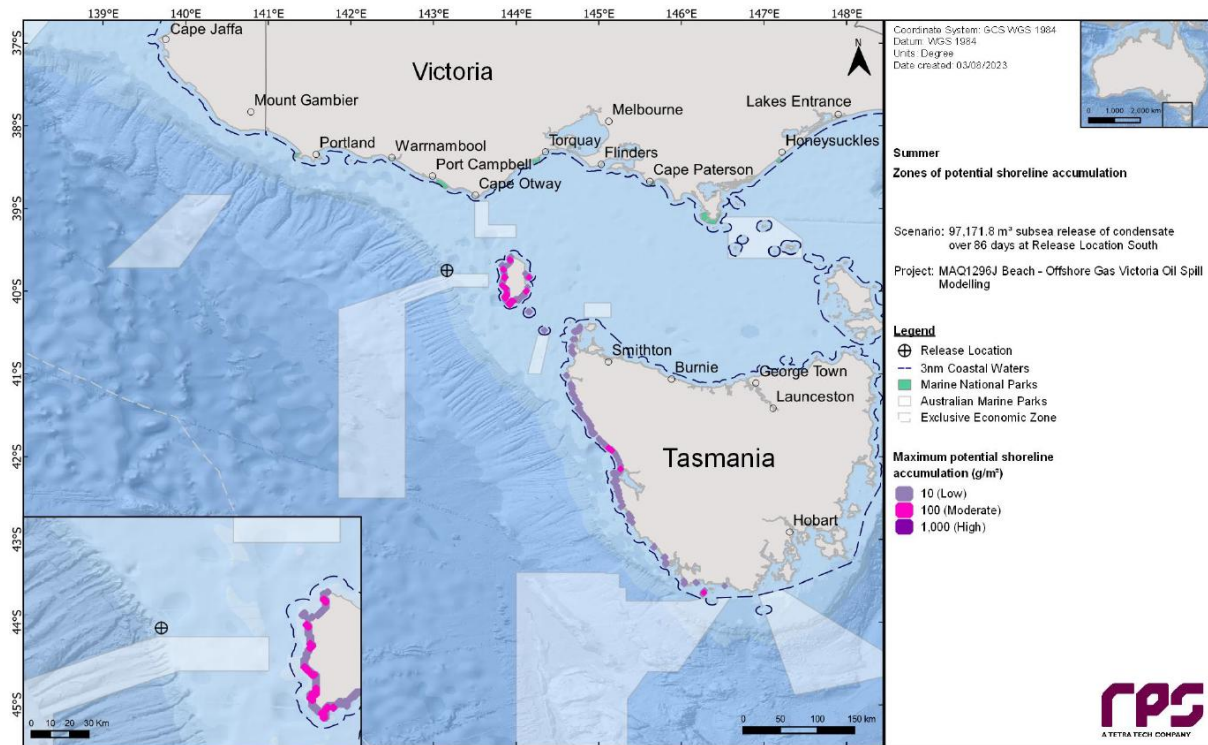 139°E 140°E 141°E 142°E 143°E 144°E 145°E 146°E 147°E 148°E
37°S
38°S
39°S
40°S
41°S
42°S
43°S
44°S
45°S
Cape Jaffa
Victoria
N
Mount Gambier
Melbourne
Lakes Entrance
Portland
Warrnambool
Torquay
Honeysuckles
Port Campbell
Flinders
Cape Otway
Cape Paterson
Smithton
Burnie
George Town
Launceston
Tasmania
Hobart
0 10 20 30 Km
0 50 100 150 km
Coordinate System: GCS WGS 1984
Datum: WGS 1984
Units: Degree
Date created: 03/08/2023
0 1,000 2,000 km
Summer
Zones of potential shoreline accumulation
Scenario: 97,171.8 m³ subsea release of condensate
over 86 days at Release Location South
Project: MAQ1296J Beach - Offshore Gas Victoria Oil Spill
Modelling
Legend
Release Location
3nm Coastal Waters
Marine National Parks
Australian Marine Parks
Exclusive Economic Zone
Maximum potential shoreline
accumulation (g/m²)
10 (Low)
100 (Moderate)
1,000 (High)
rps
A TETRA TECH COMPANY